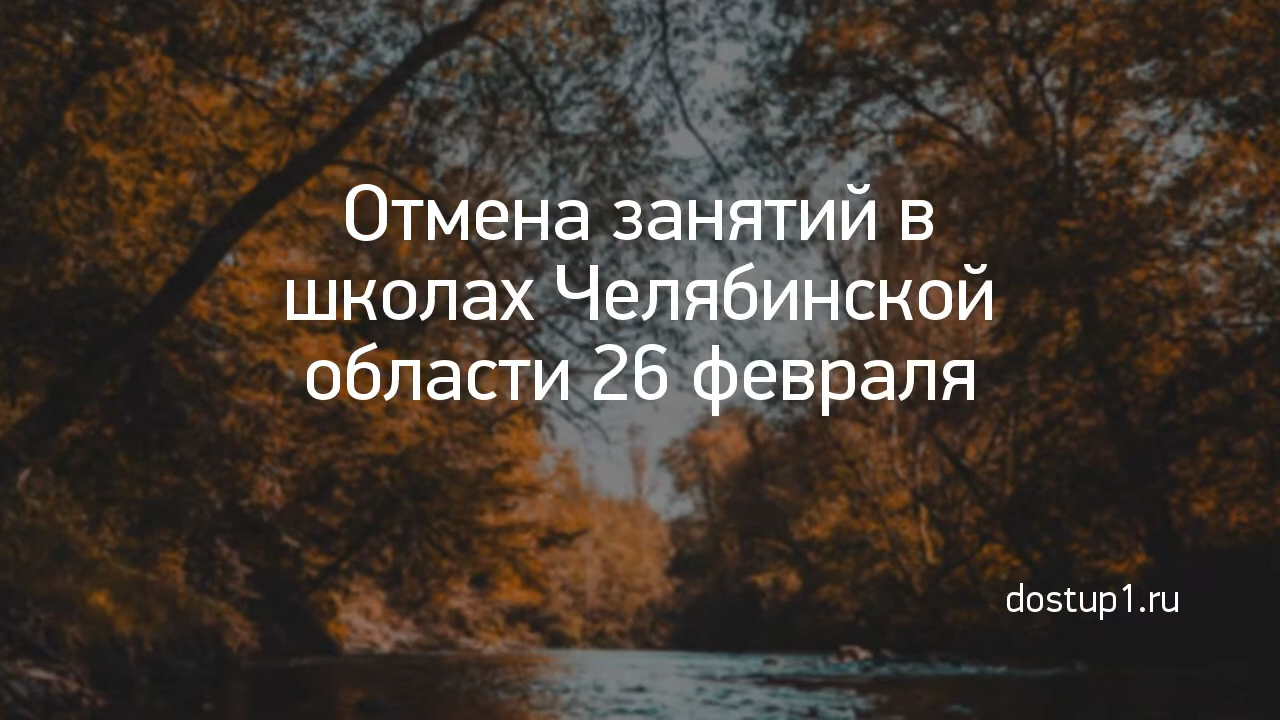 Отмена занятий в
школах Челябинской
области 26 февраля
dostup1.ru